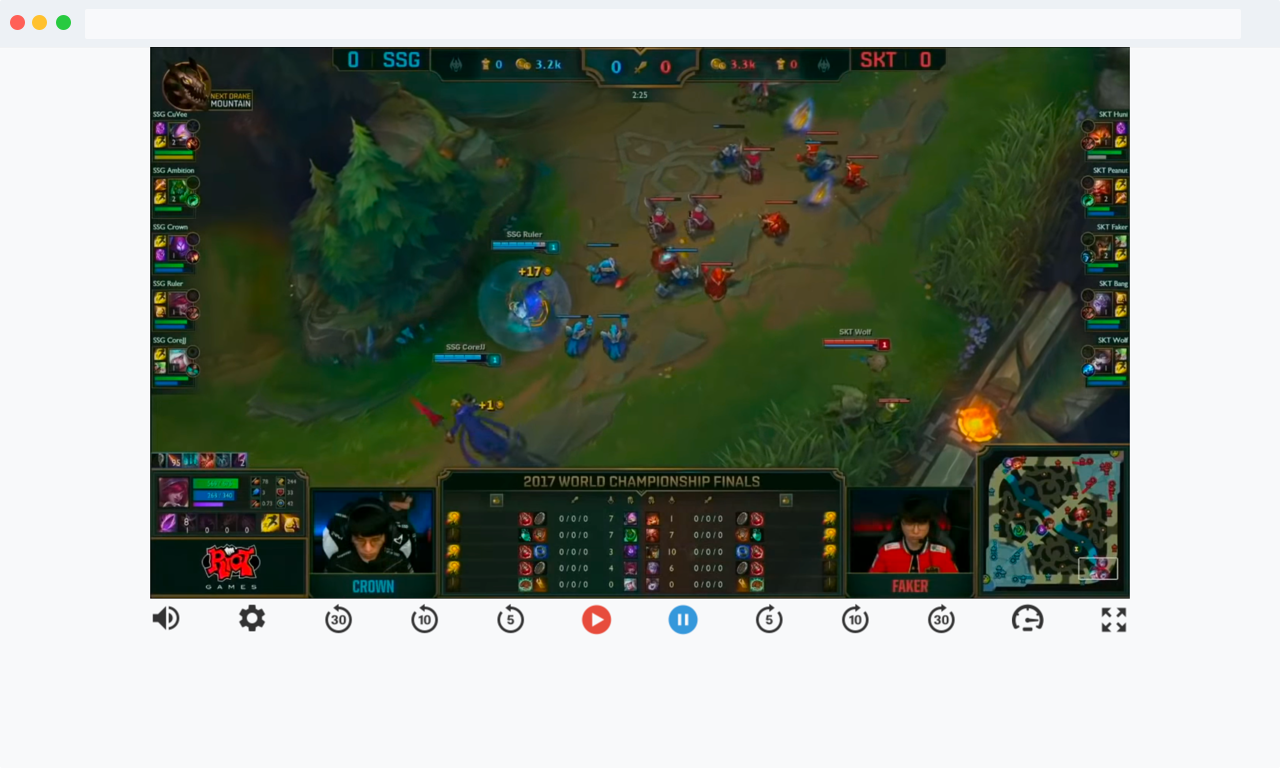 0 SSG 0 3.2k 0 0 3.3k 0 SKT 0
2:25
NEXT DRAKE
MOUNTAIN
SSG CuVee
SSG Ambition
SSG Crown
SSG Ruler
SSG CoreJJ
SKT Huni
SKT Peanut
SKT Faker
SKT Bang
SKT Wolf
SSG Ruler
1
+17
SKT Wolf
1
SSG CoreJJ
1
+1
2017 WORLD CHAMPIONSHIP FINALS
0/0/0 7 1 0/0/0
0/0/0 7 7 0/0/0
0/0/0 3 10 0/0/0
0/0/0 4 6 0/0/0
0/0/0 0 0 0/0/0
RIOT
GAMES
CROWN
FAKER
30 10 5 5 10 30